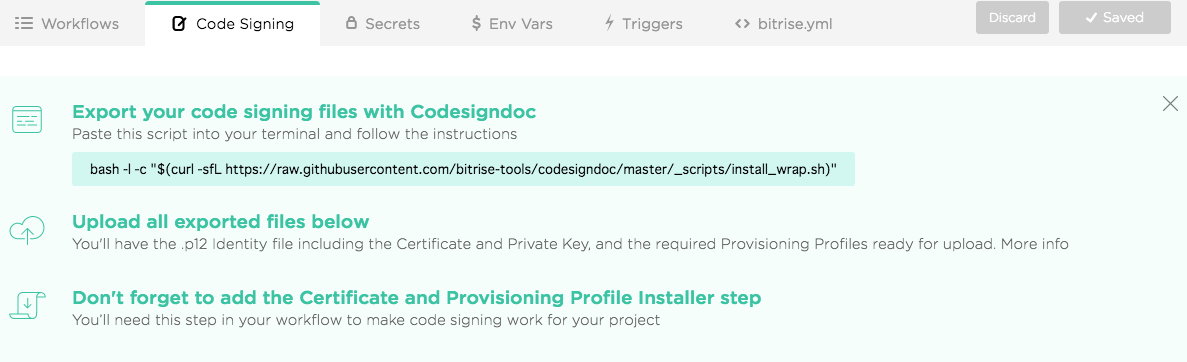 Workflows Code Signing Secrets $ Env Vars Triggers <> bitrise.yml Discard Saved
Export your code signing files with Codesigndoc
Paste this script into your terminal and follow the instructions
bash -l -c "$(curl -sfL https://raw.githubusercontent.com/bitrise-tools/codesigndoc/master/_scripts/install_wrap.sh)"
Upload all exported files below
You'll have the .p12 Identity file including the Certificate and Private Key, and the required Provisioning Profiles ready for upload. More info
Don't forget to add the Certificate and Provisioning Profile Installer step
You'll need this step in your workflow to make code signing work for your project